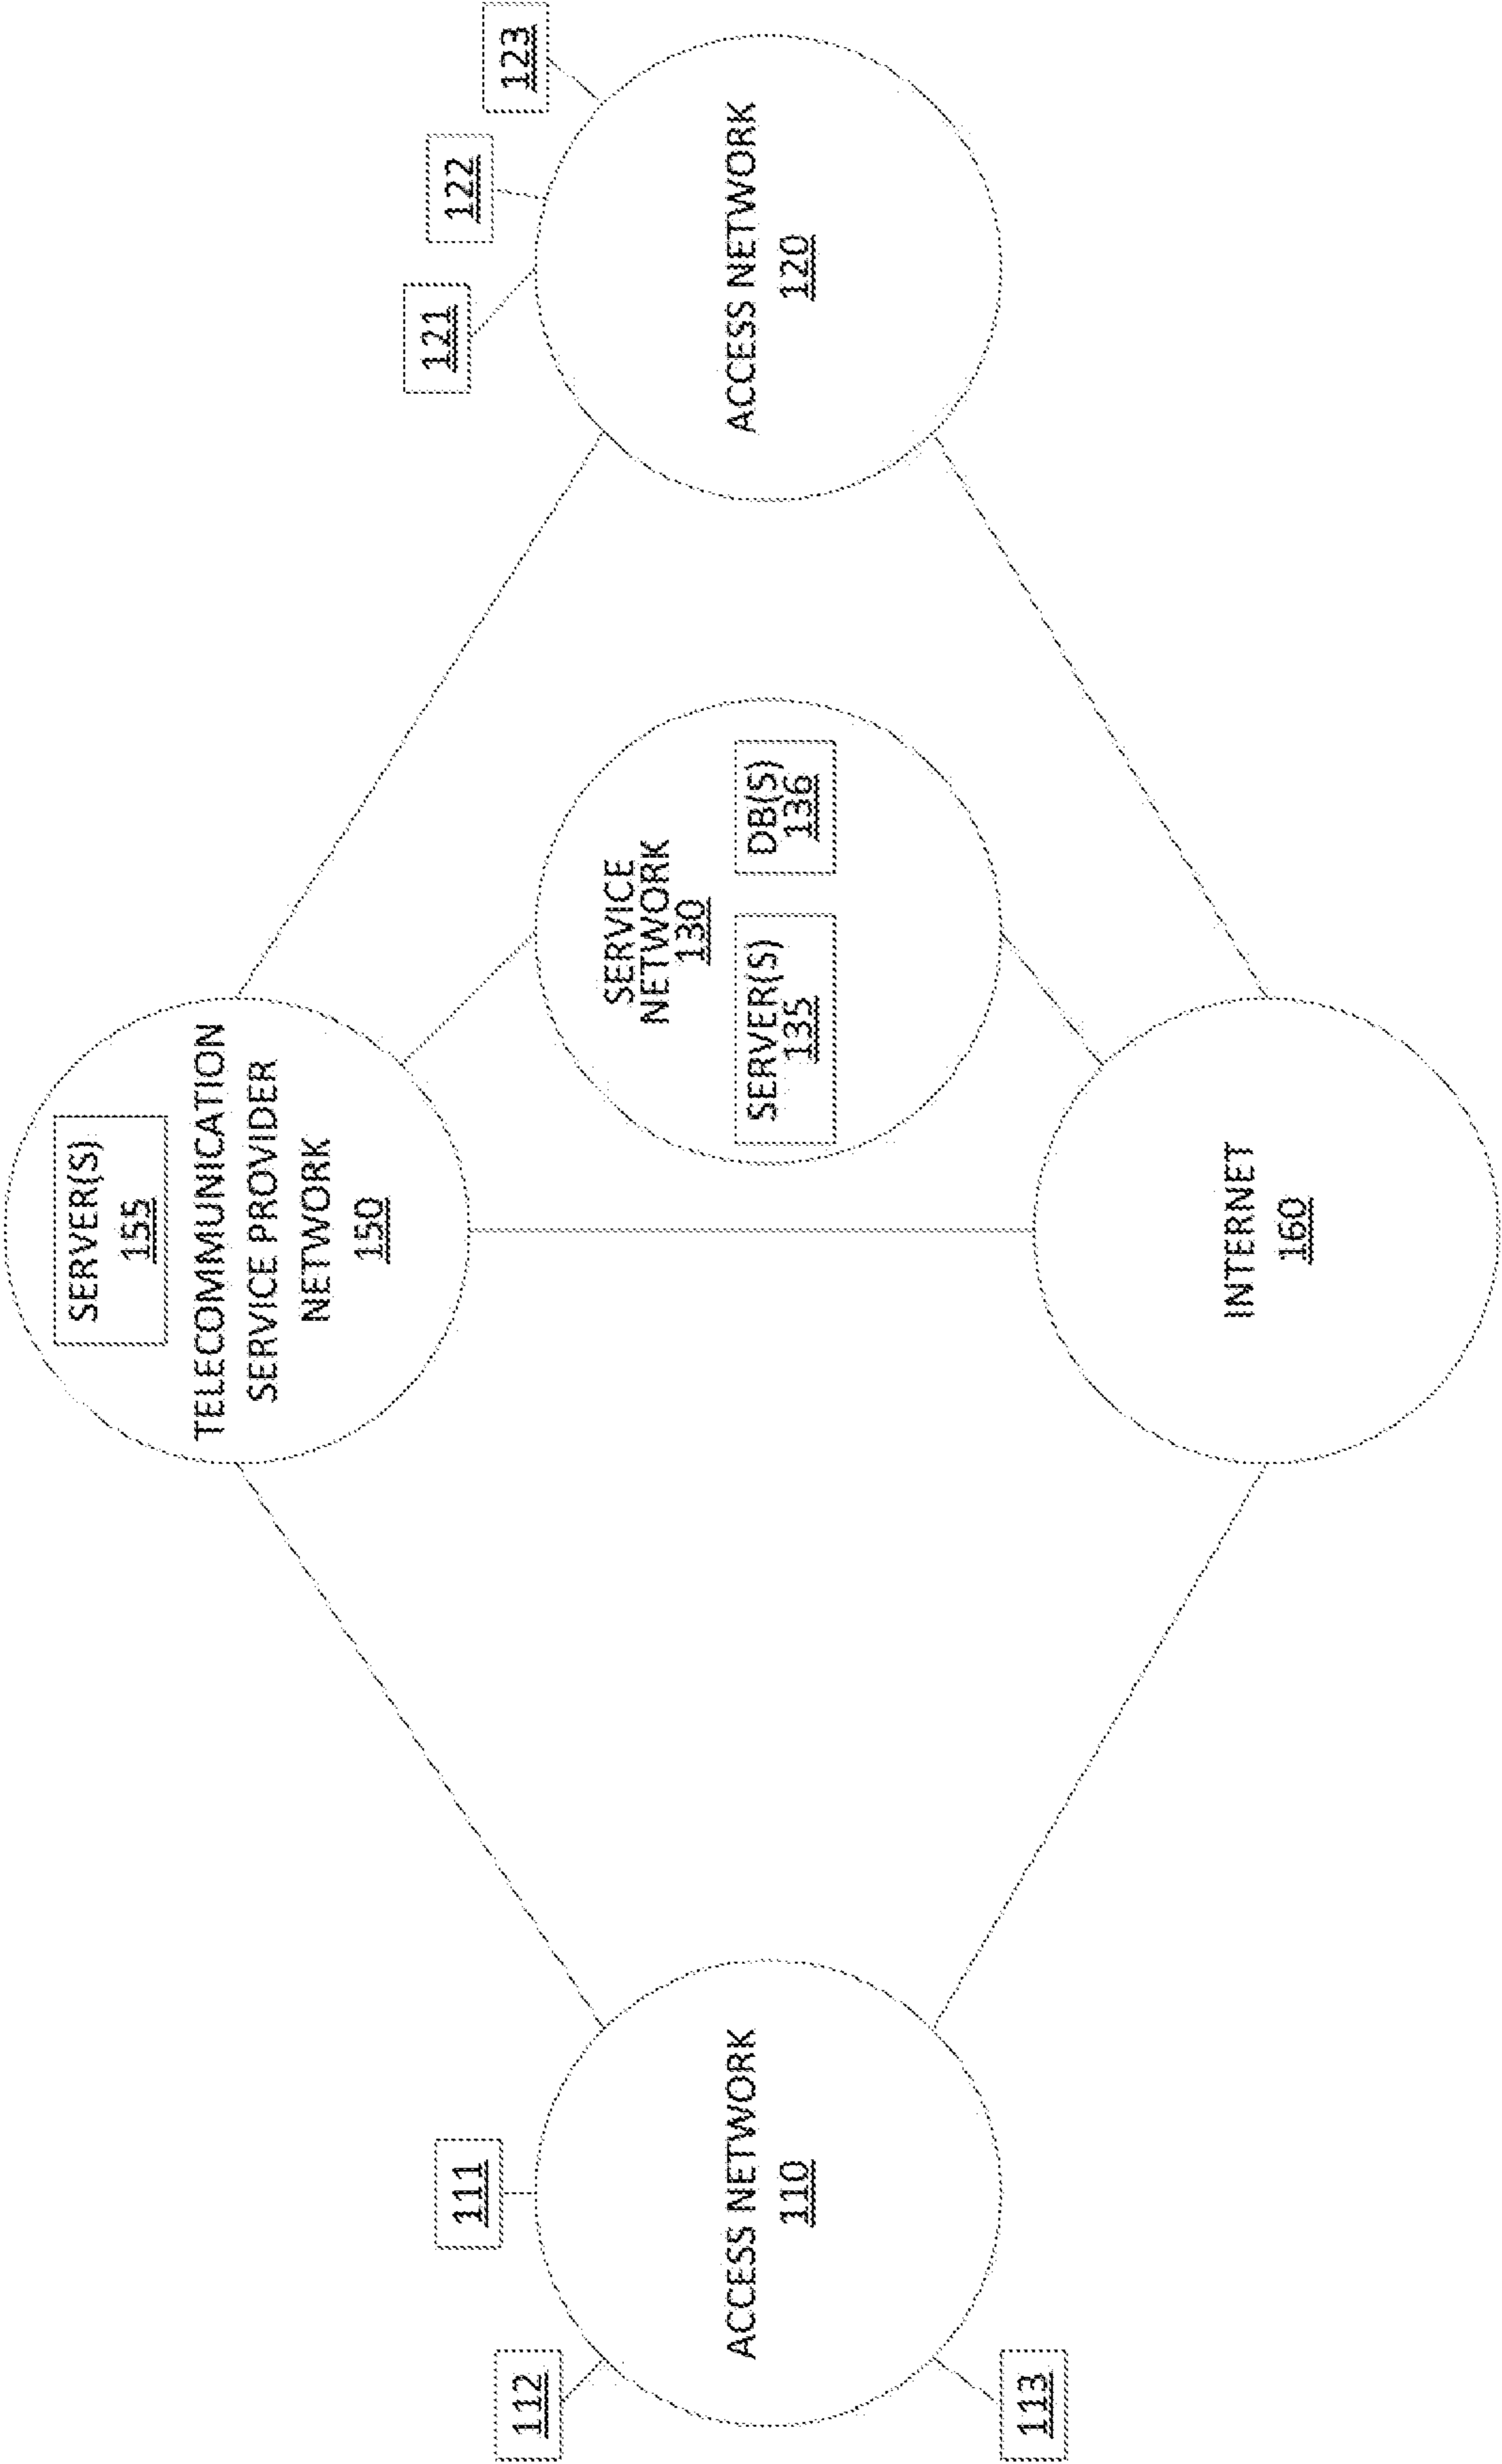 SERVER(S)
155
TELECOMMUNICATION
SERVICE PROVIDER
NETWORK
150
111
112
ACCESS NETWORK
110
113
SERVICE
NETWORK
130
SERVER(S)
135
DB(S)
136
121
122
123
ACCESS NETWORK
120
INTERNET
160